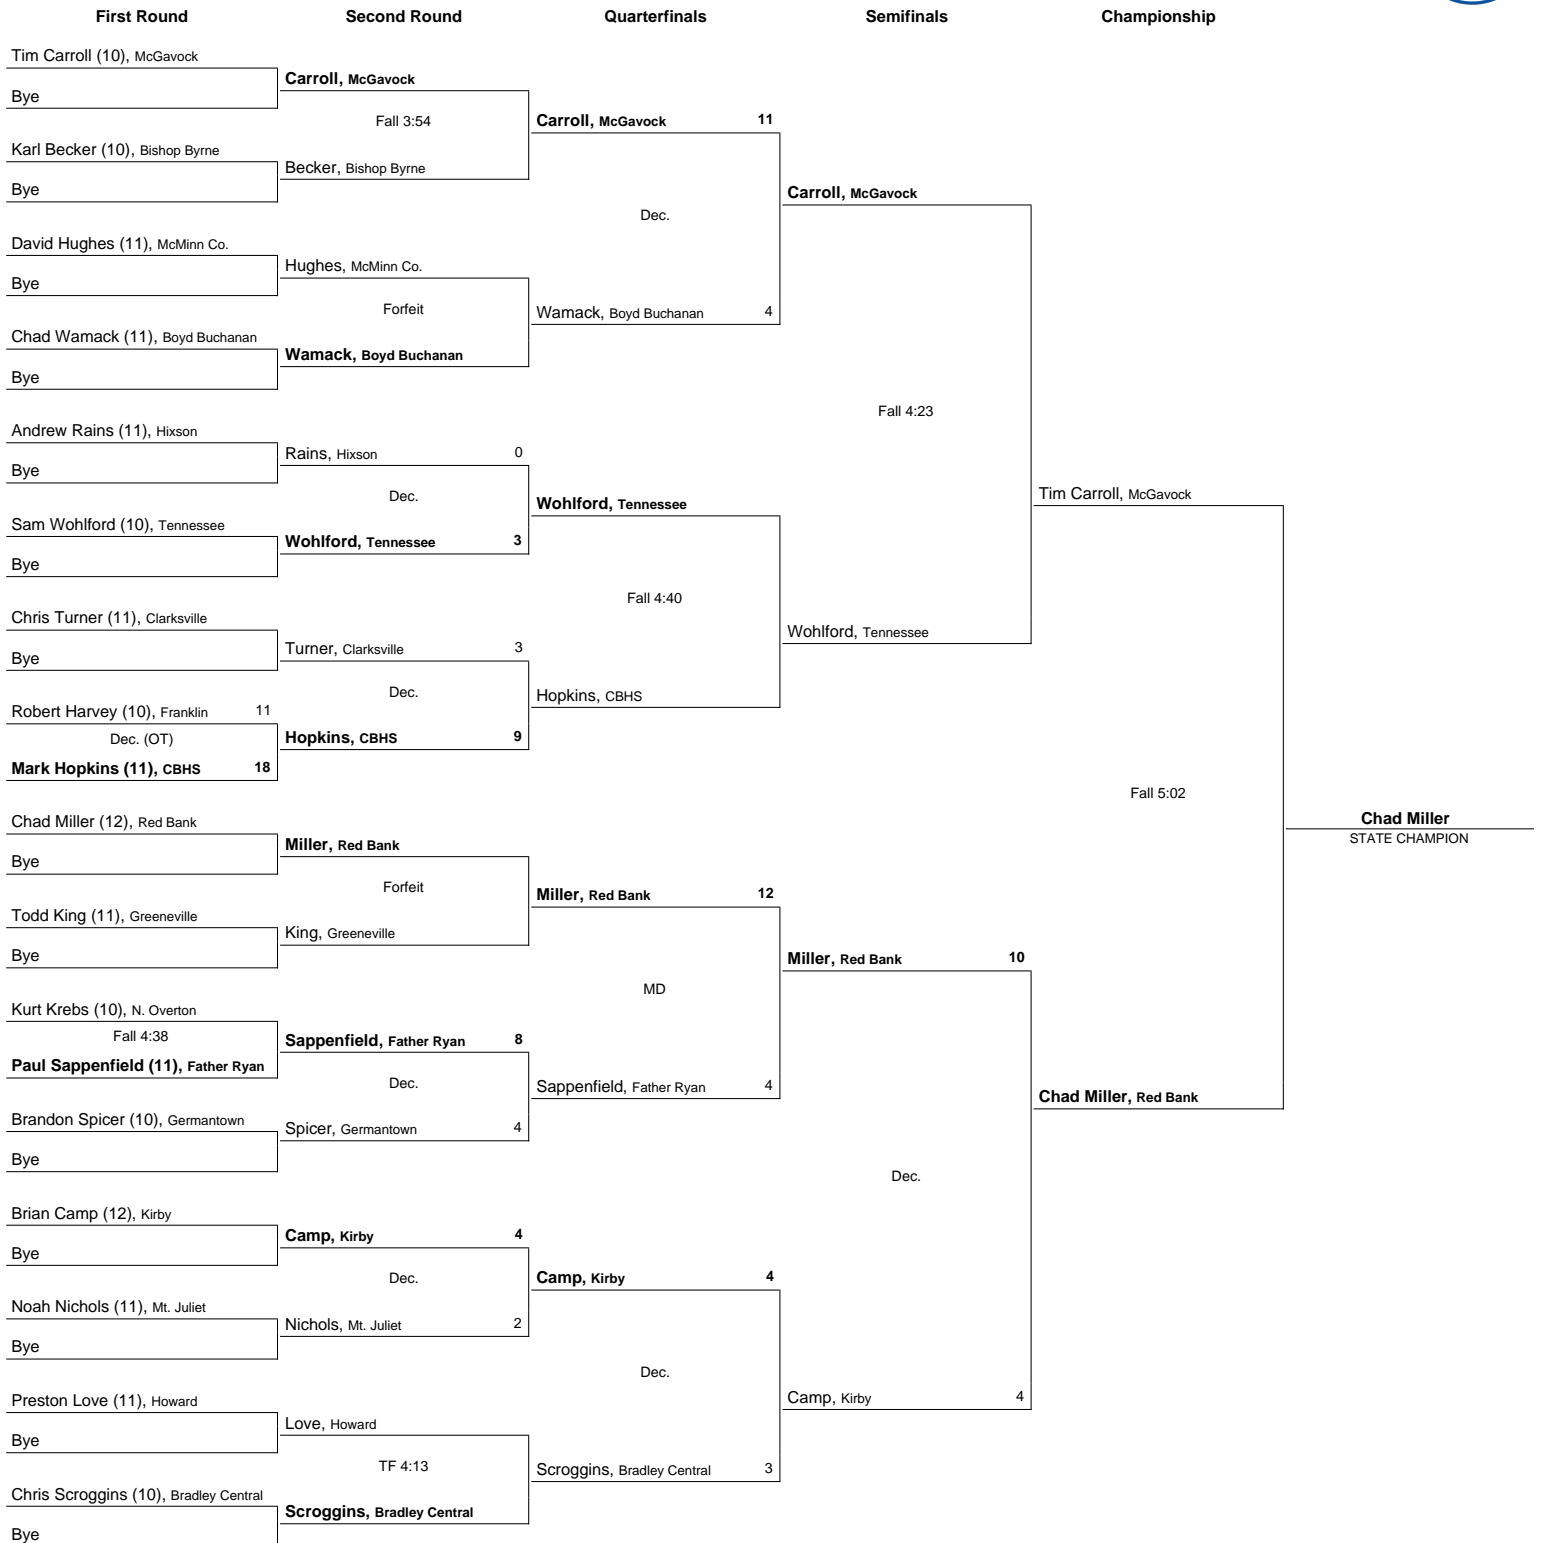 First Round
Second Round
Quarterfinals
Semifinals
Championship
Tim Carroll (10), McGavock
Bye
Karl Becker (10), Bishop Byrne
Bye
David Hughes (11), McMinn Co.
Bye
Chad Wamack (11), Boyd Buchanan
Bye
Andrew Rains (11), Hixson
Bye
Sam Wohlford (10), Tennessee
Bye
Chris Turner (11), Clarksville
Bye
Robert Harvey (10), Franklin 11
Dec. (OT)
Mark Hopkins (11), CBHS 18
Chad Miller (12), Red Bank
Bye
Todd King (11), Greeneville
Bye
Kurt Krebs (10), N. Overton
Fall 4:38
Paul Sappenfield (11), Father Ryan
Brandon Spicer (10), Germantown
Bye
Brian Camp (12), Kirby
Bye
Noah Nichols (11), Mt. Juliet
Bye
Preston Love (11), Howard
Bye
Chris Scroggins (10), Bradley Central
Bye
Carroll, McGavock
Fall 3:54
Becker, Bishop Byrne
Hughes, McMinn Co.
Forfeit
Wamack, Boyd Buchanan
Rains, Hixson 0
Dec.
Wohlford, Tennessee 3
Turner, Clarksville 3
Dec.
Hopkins, CBHS 9
Miller, Red Bank
Forfeit
King, Greeneville
Sappenfield, Father Ryan 8
Dec.
Spicer, Germantown 4
Camp, Kirby 4
Dec.
Nichols, Mt. Juliet 2
Love, Howard
TF 4:13
Scroggins, Bradley Central
Carroll, McGavock 11
Dec.
Wamack, Boyd Buchanan 4
Wohlford, Tennessee
Fall 4:40
Hopkins, CBHS
Miller, Red Bank 12
MD
Sappenfield, Father Ryan 4
Camp, Kirby 4
Dec.
Scroggins, Bradley Central 3
Carroll, McGavock
Fall 4:23
Wohlford, Tennessee
Miller, Red Bank 10
Dec.
Camp, Kirby 4
Tim Carroll, McGavock
Fall 5:02
Chad Miller, Red Bank
Chad Miller
STATE CHAMPION